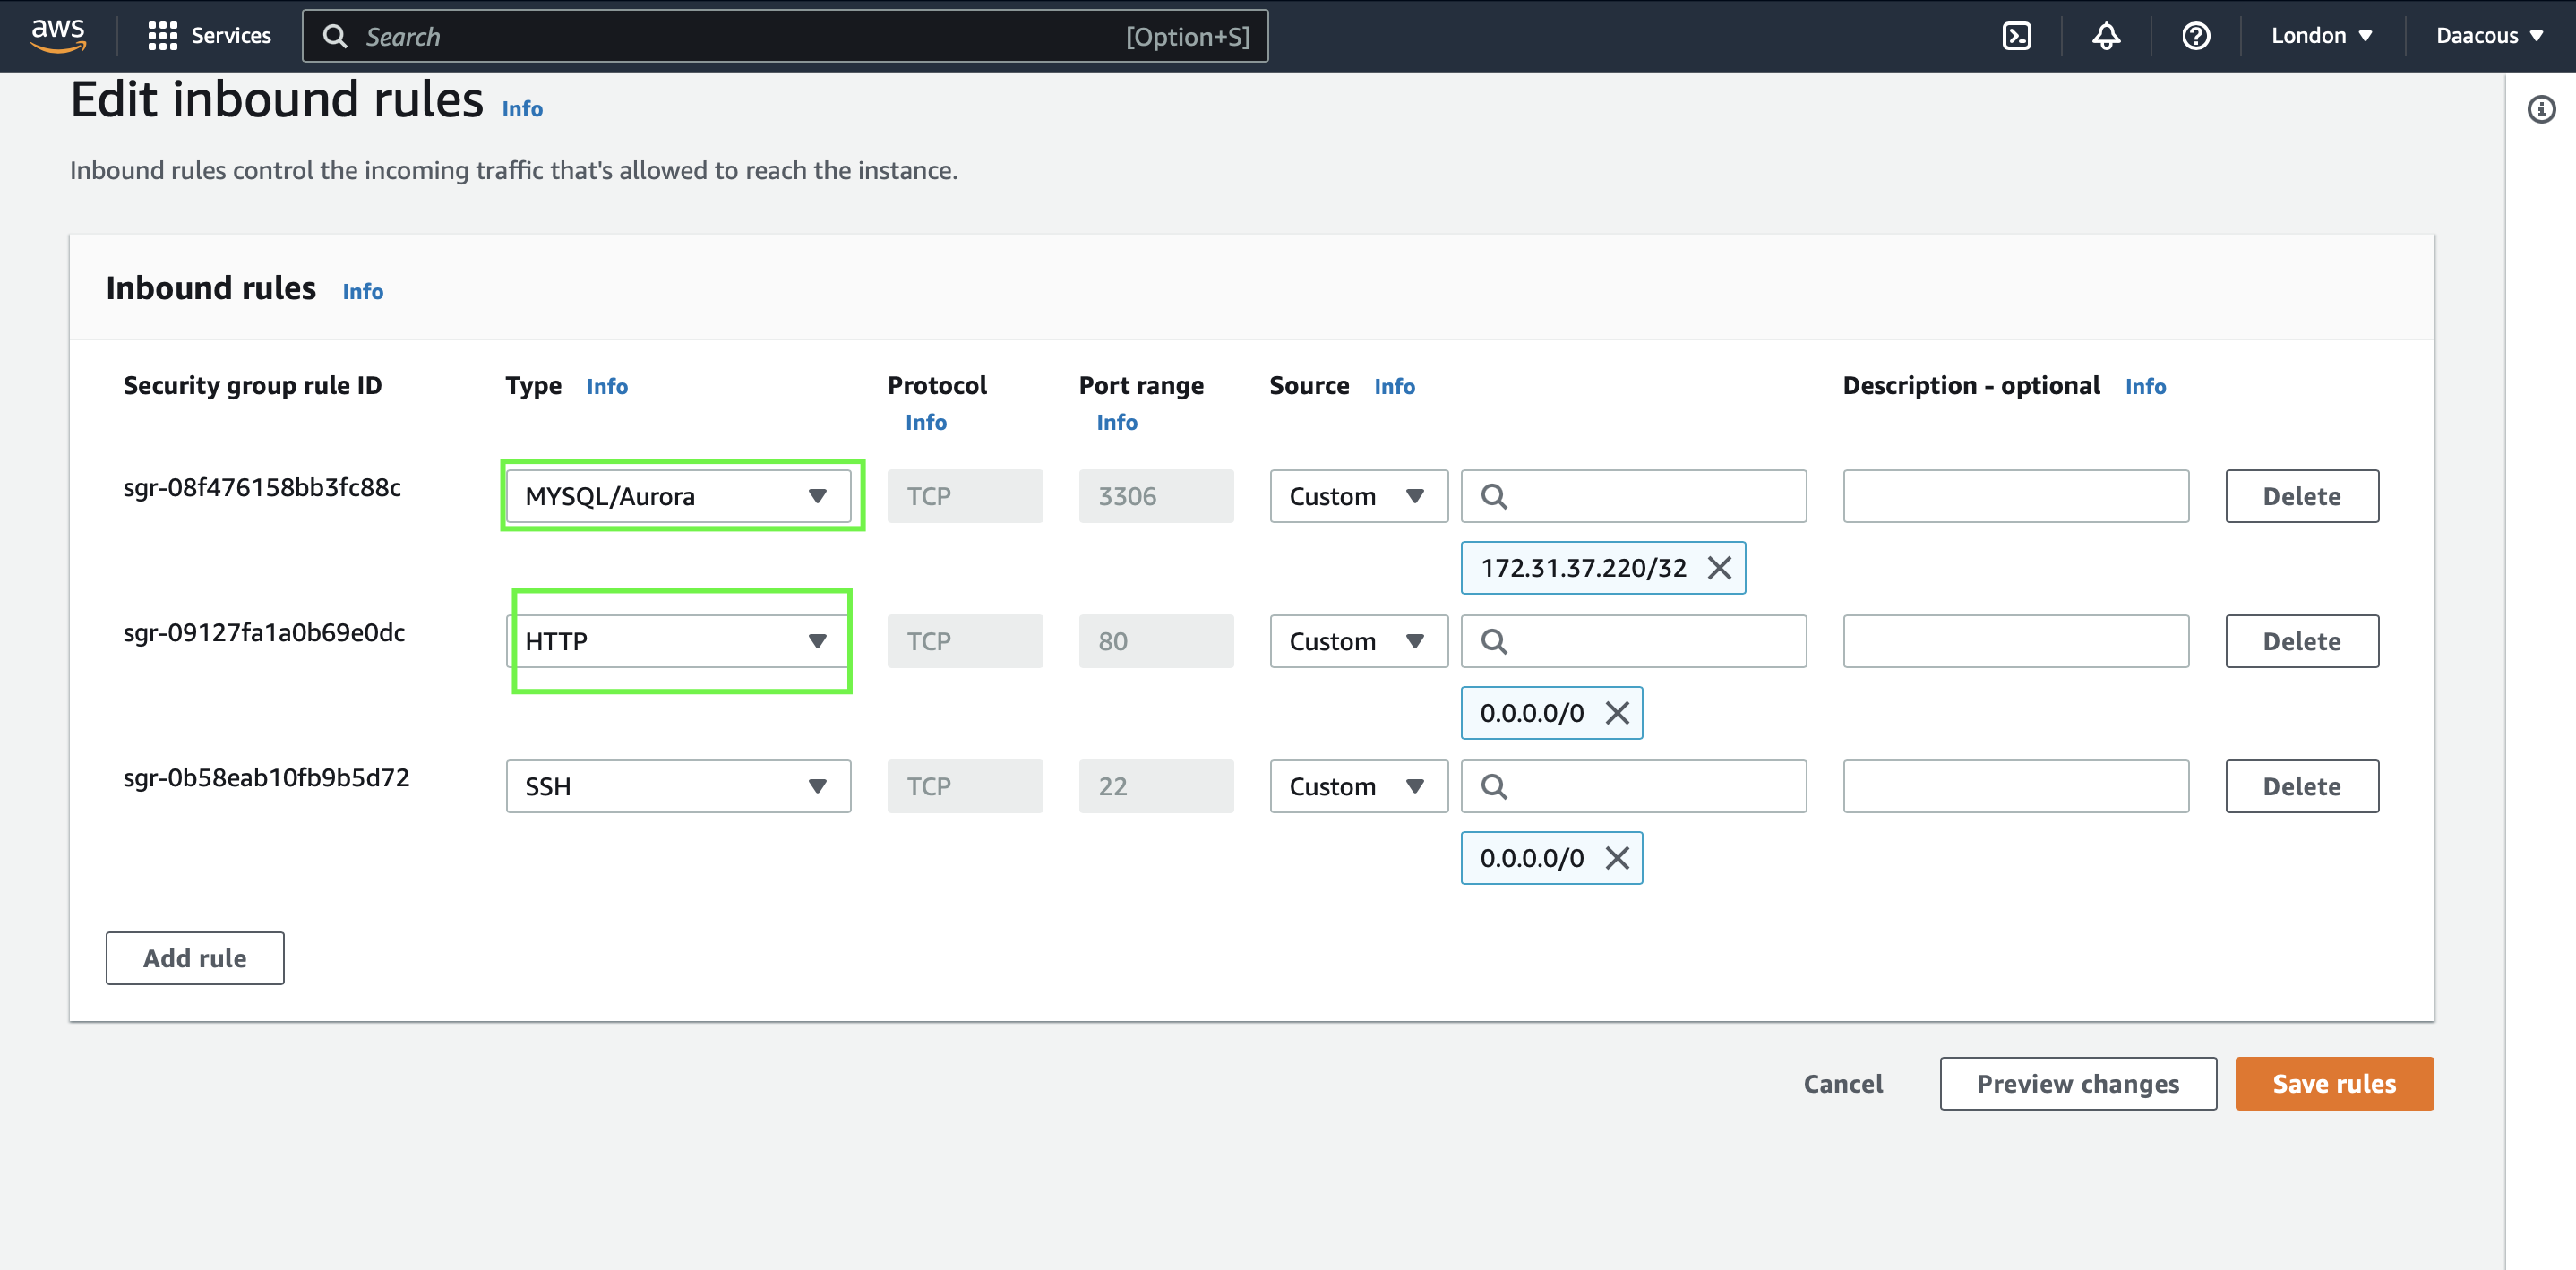 aws Services Search [Option+S] London Daacous
Edit inbound rules Info
Inbound rules control the incoming traffic that's allowed to reach the instance.
Inbound rules Info
Security group rule ID Type Info Protocol Info Port range Info Source Info Description - optional Info
sgr-08f476158bb3fc88c MYSQL/Aurora TCP 3306 Custom Delete
172.31.37.220/32
sgr-09127fa1a0b69e0dc HTTP TCP 80 Custom Delete
0.0.0.0/0
sgr-0b58eab10fb9b5d72 SSH TCP 22 Custom Delete
0.0.0.0/0
Add rule
Cancel Preview changes Save rules